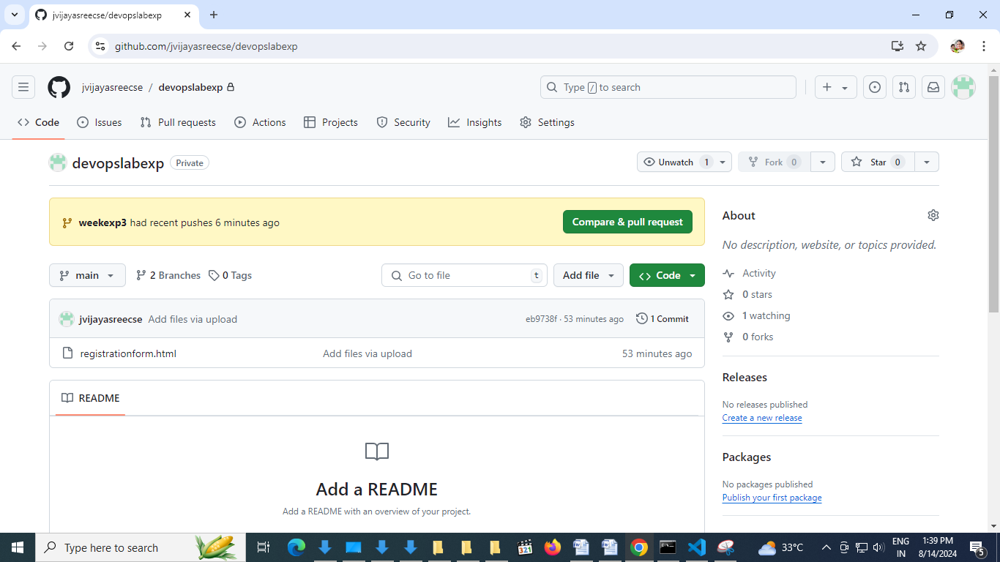 jvijayasreecse/devopslabexp
github.com/jvijayasreecse/devopslabexp
jvijayasreecse / devopslabexp
Type / to search
Code Issues Pull requests Actions Projects Security Insights Settings
devopslabexp Private
Unwatch 1 Fork 0 Star 0
weekexp3 had recent pushes 6 minutes ago
Compare & pull request
About
No description, website, or topics provided.
main 2 Branches 0 Tags
Go to file t
Add file
Code
Activity
0 stars
1 watching
0 forks
jvijayasreecse Add files via upload
eb9738f · 53 minutes ago 1 Commit
registrationform.html Add files via upload 53 minutes ago
Releases
No releases published
Create a new release
README
Add a README
Add a README with an overview of your project.
Packages
No packages published
Publish your first package
Type here to search
321
33°C
ENG
IN
1:39 PM
8/14/2024
5